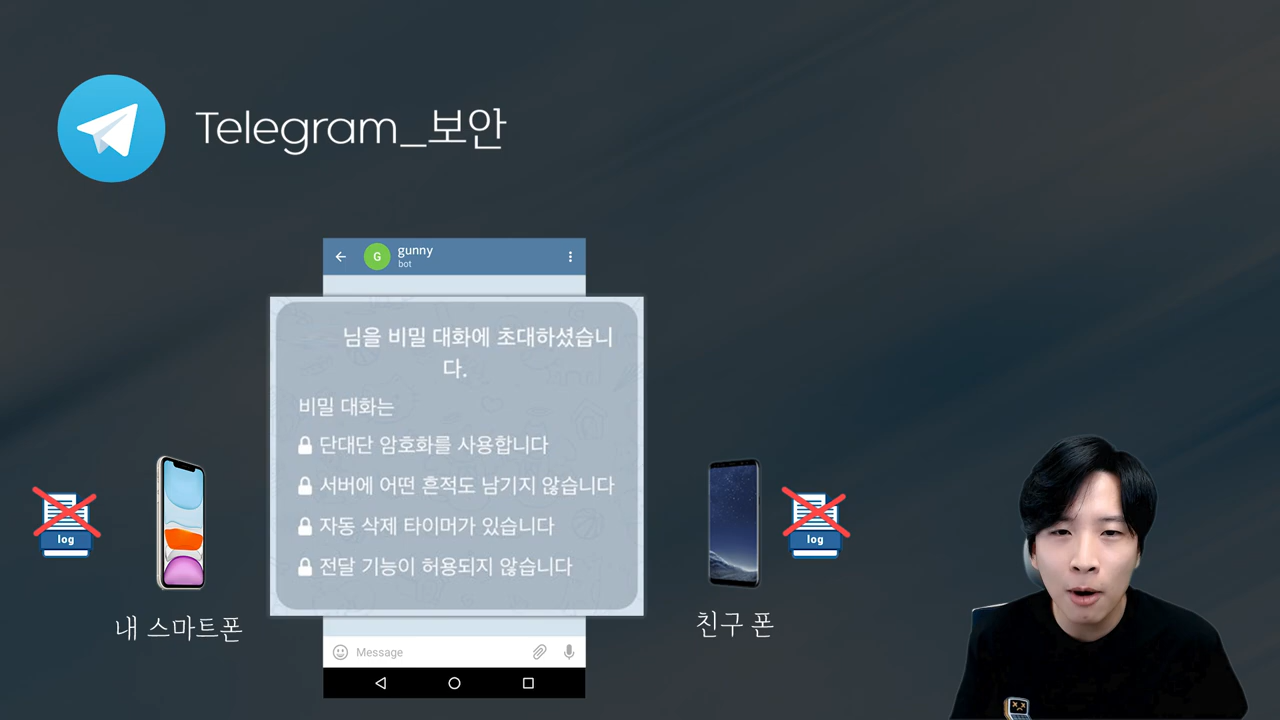 Telegram_보안
G
gunny
bot
님을 비밀 대화에 초대하셨습니
다.
비밀 대화는
단대단 암호화를 사용합니다
서버에 어떤 흔적도 남기지 않습니다
자동 삭제 타이머가 있습니다
전달 기능이 허용되지 않습니다
log
log
내 스마트폰
친구 폰
Message